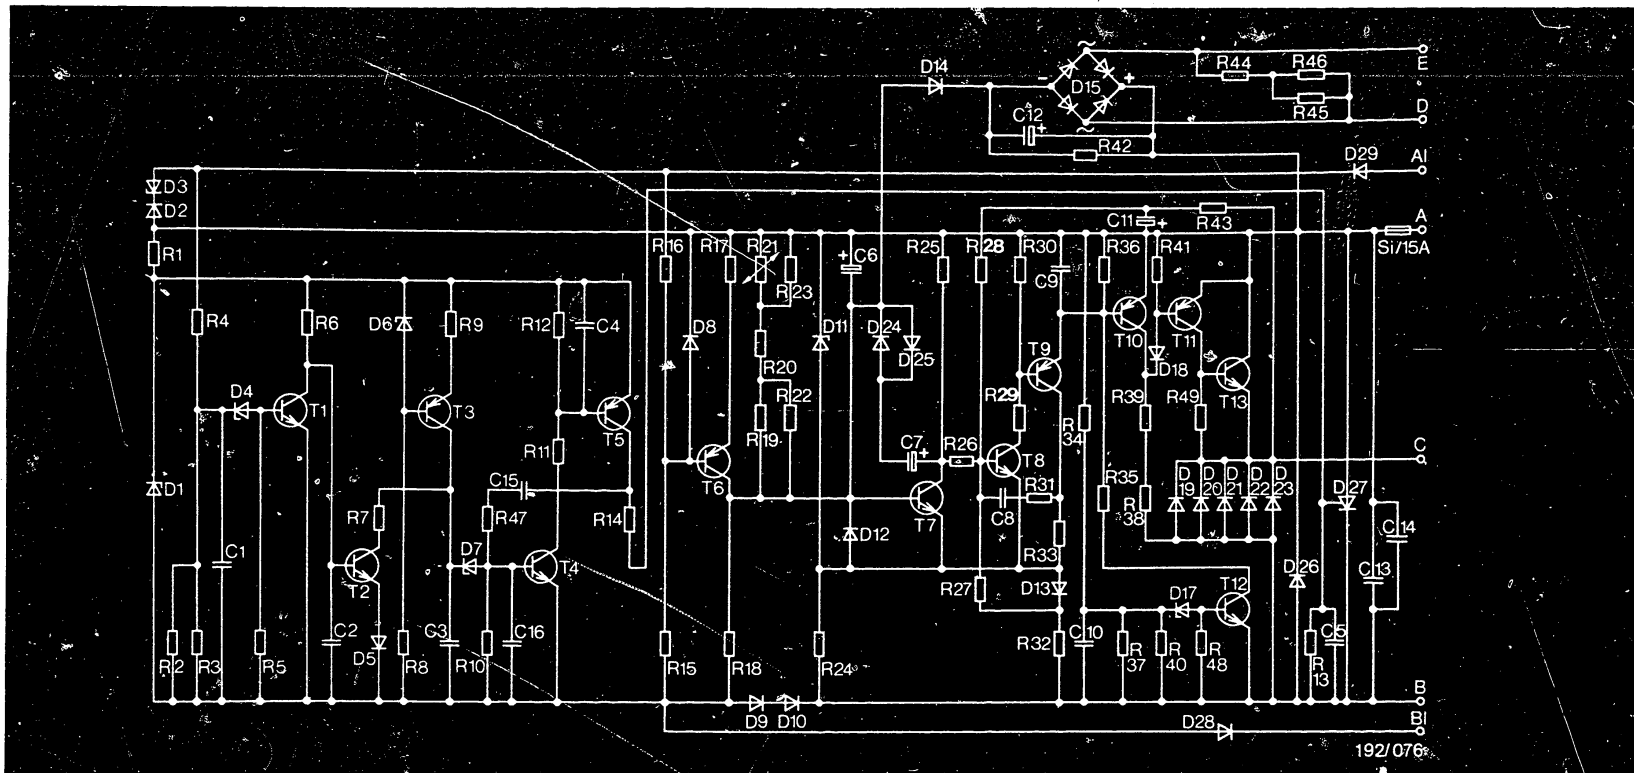 E
R44
R46
D14
− +
D15
R45
D
C12
+
R42
D29
AI
D3
D2
C11
+
R43
A
R1
R16
R17
R21
+
C6
R25
R28
R30
R36
R41
Si/15A
R23
C9
R4
R6
D6
R9
R12
C4
D8
D11
D24
D25
T10
T11
D18
R20
T9
D4
T1
T3
T5
R22
R29
R39
R49
T13
R19
R34
R11
C7
+
R26
T8
C
T6
R35
D19
D20
D21
D22
D23
D27
D1
C15
R31
R7
R47
R14
T7
C8
R38
C14
C1
D7
T4
D12
R33
D26
C13
T2
R27
D13
D17
T12
R2
R3
R5
C2
D5
R8
C3
R10
C16
R15
R18
R24
R32
C10
R37
R40
R48
R13
C5
B
D9
D10
D28
BI
192/076